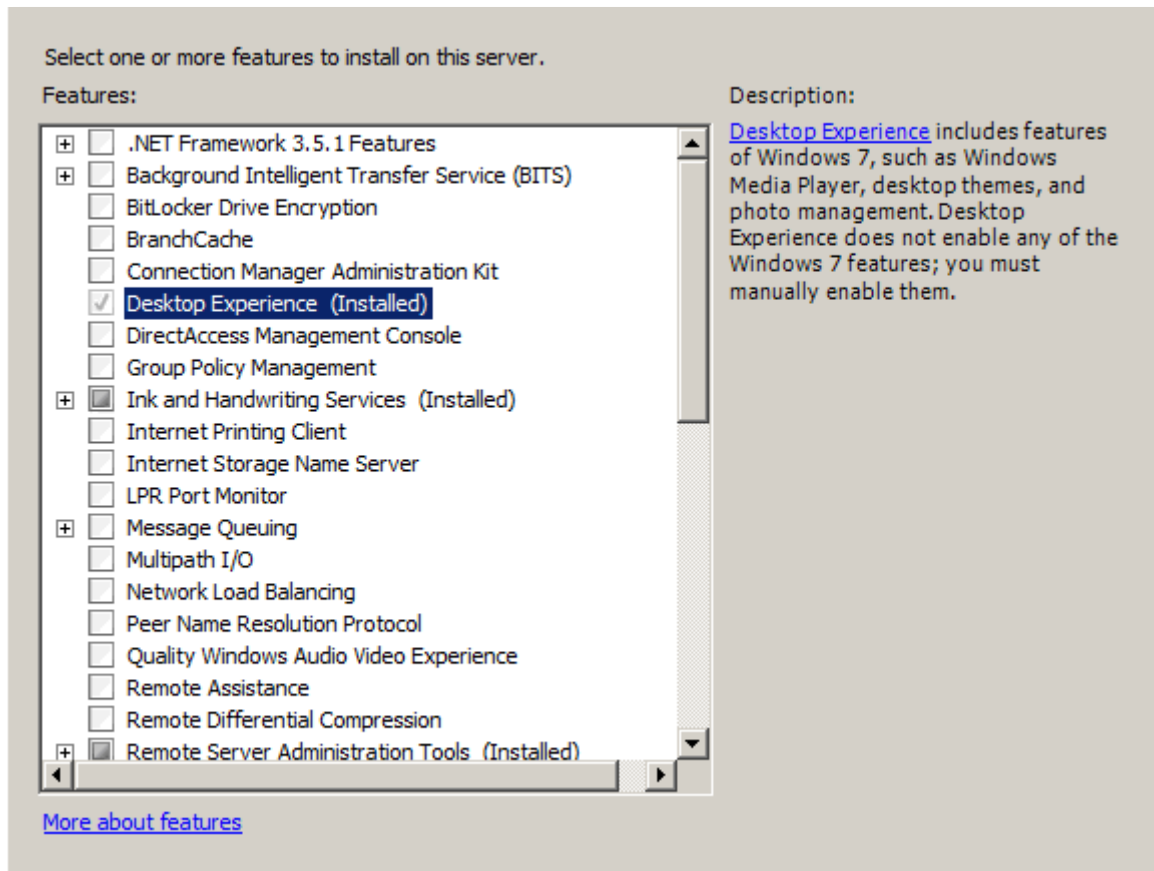 Select one or more features to install on this server.
Features:
.NET Framework 3.5.1 Features
Background Intelligent Transfer Service (BITS)
BitLocker Drive Encryption
BranchCache
Connection Manager Administration Kit
Desktop Experience (Installed)
DirectAccess Management Console
Group Policy Management
Ink and Handwriting Services (Installed)
Internet Printing Client
Internet Storage Name Server
LPR Port Monitor
Message Queuing
Multipath I/O
Network Load Balancing
Peer Name Resolution Protocol
Quality Windows Audio Video Experience
Remote Assistance
Remote Differential Compression
Remote Server Administration Tools (Installed)
More about features
Description:
Desktop Experience includes features
of Windows 7, such as Windows
Media Player, desktop themes, and
photo management. Desktop
Experience does not enable any of the
Windows 7 features; you must
manually enable them.